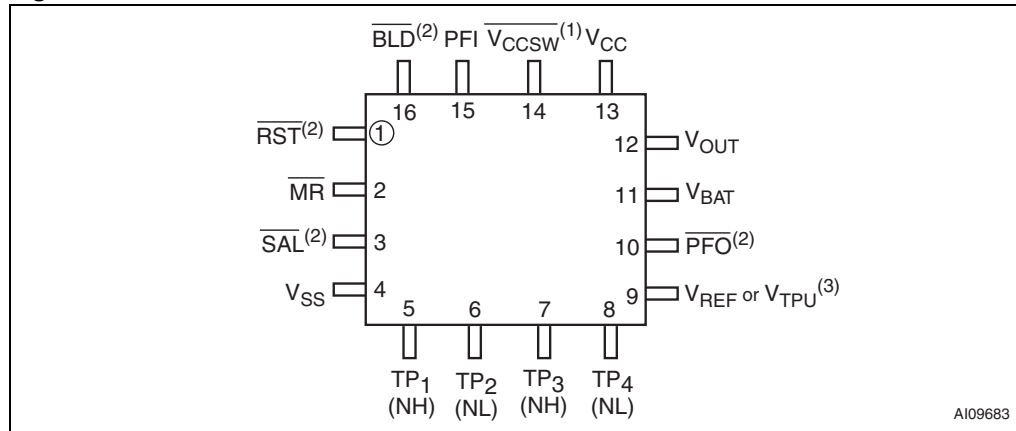 BLD(2) PFI VCCSW(1) VCC
16 15 14 13
RST(2) 1 12 VOUT
MR 2 11 VBAT
SAL(2) 3 10 PFO(2)
VSS 4 9 VREF or VTPU(3)
5 6 7 8
TP1 TP2 TP3 TP4
(NH) (NL) (NH) (NL)
AI09683